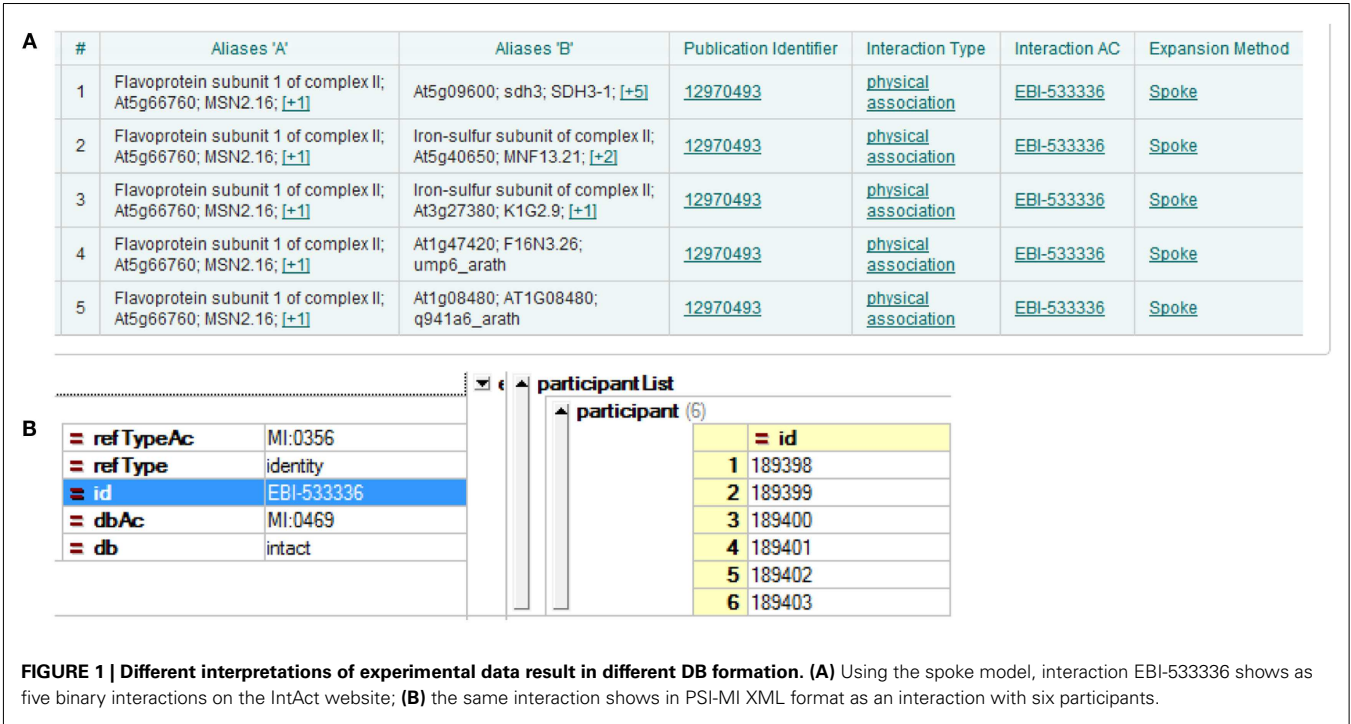 A
# Aliases 'A' Aliases 'B' Publication Identifier Interaction Type Interaction AC Expansion Method
1 Flavoprotein subunit 1 of complex II; At5g66760; MSN2.16; [+1] At5g09600; sdh3; SDH3-1; [+5] 12970493 physical association EBI-533336 Spoke
2 Flavoprotein subunit 1 of complex II; At5g66760; MSN2.16; [+1] Iron-sulfur subunit of complex II; At5g40650; MNF13.21; [+2] 12970493 physical association EBI-533336 Spoke
3 Flavoprotein subunit 1 of complex II; At5g66760; MSN2.16; [+1] Iron-sulfur subunit of complex II; At3g27380; K1G2.9; [+1] 12970493 physical association EBI-533336 Spoke
4 Flavoprotein subunit 1 of complex II; At5g66760; MSN2.16; [+1] At1g47420; F16N3.26; ump6_arath 12970493 physical association EBI-533336 Spoke
5 Flavoprotein subunit 1 of complex II; At5g66760; MSN2.16; [+1] At1g08480; AT1G08480; q941a6_arath 12970493 physical association EBI-533336 Spoke
B
= refTypeAc MI:0356
= refType identity
= id EBI-533336
= dbAc MI:0469
= db intact
participantList
participant (6)
= id
1 189398
2 189399
3 189400
4 189401
5 189402
6 189403
FIGURE 1 | Different interpretations of experimental data result in different DB formation. (A) Using the spoke model, interaction EBI-533336 shows as
five binary interactions on the IntAct website; (B) the same interaction shows in PSI-MI XML format as an interaction with six participants.